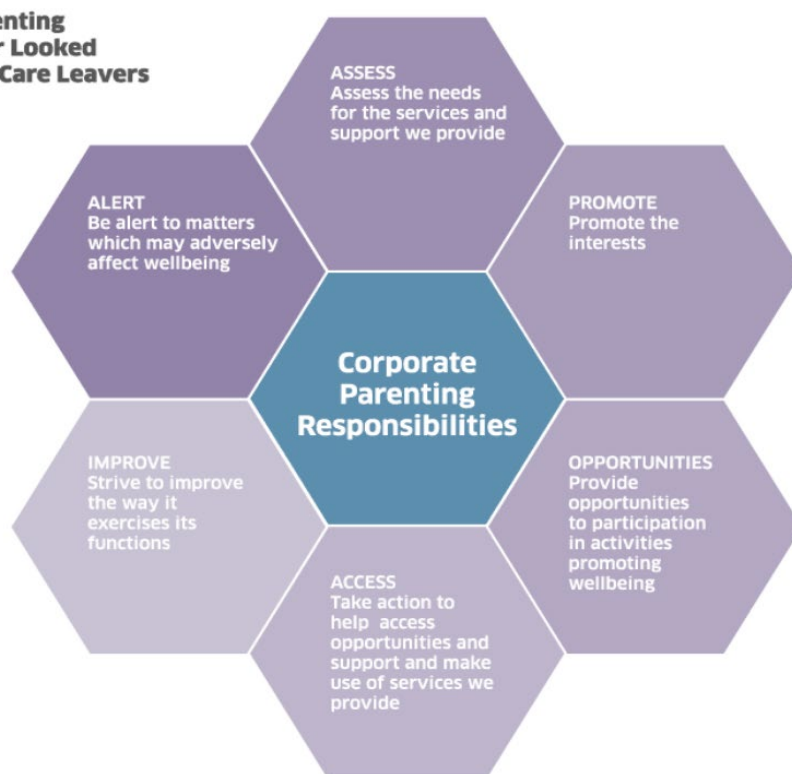 enting
r Looked
Care Leavers
ASSESS
Assess the needs
for the services and
support we provide
ALERT
Be alert to matters
which may adversely
affect wellbeing
PROMOTE
Promote the
interests
Corporate
Parenting
Responsibilities
IMPROVE
Strive to improve
the way it
exercises its
functions
OPPORTUNITIES
Provide
opportunities
to participation
in activities
promoting
wellbeing
ACCESS
Take action to
help access
opportunities and
support and make
use of services we
provide